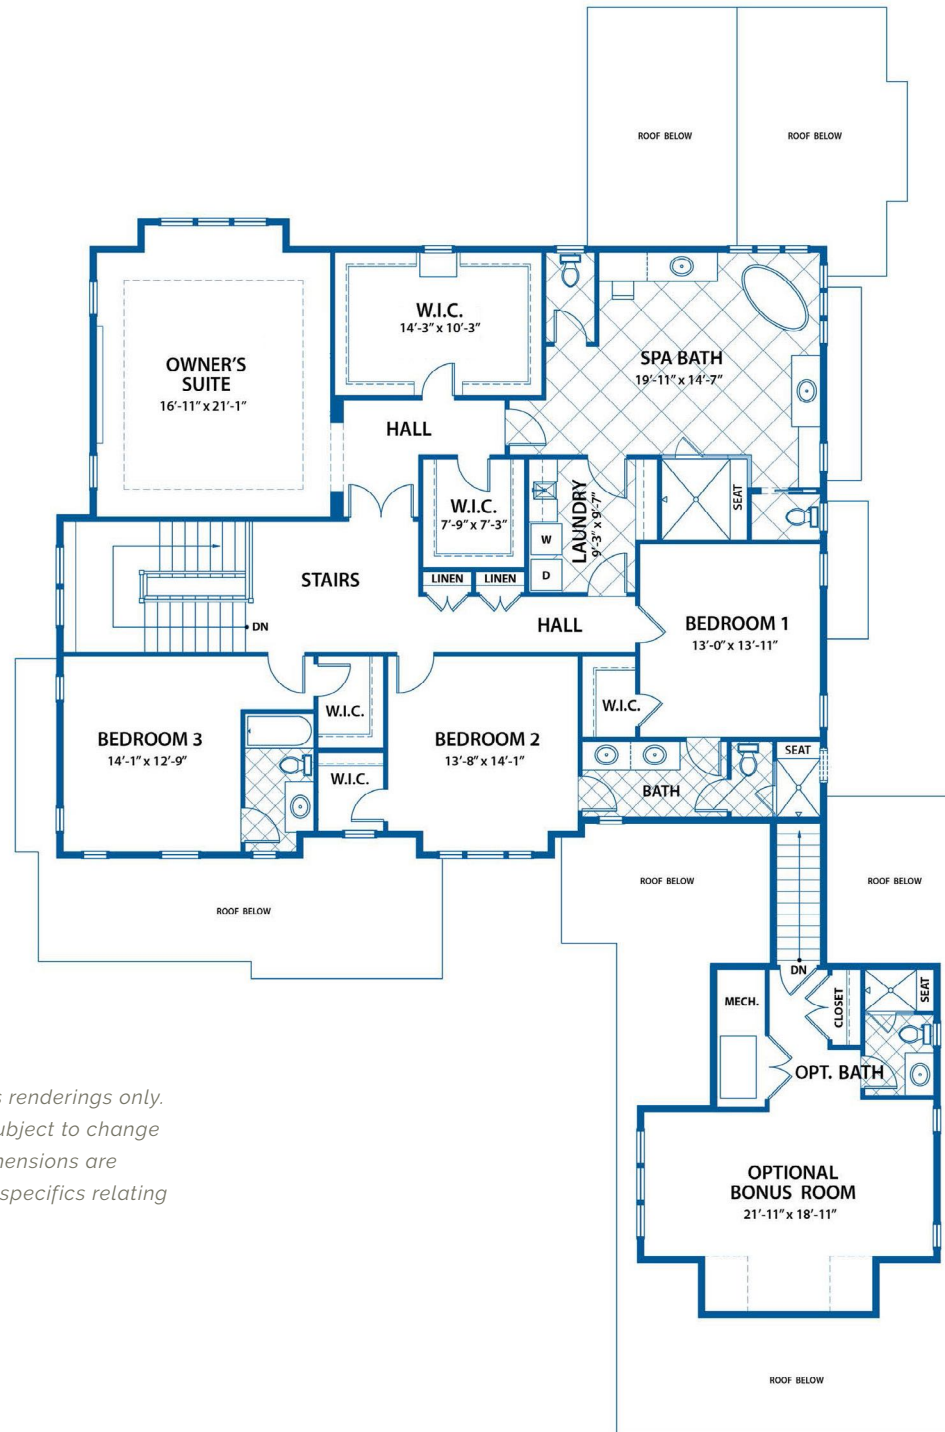 ROOF BELOW
ROOF BELOW
W.I.C.
14'-3" x 10'-3"
OWNER'S
SUITE
16'-11" x 21'-1"
SPA BATH
19'-11" x 14'-7"
HALL
W.I.C.
7'-9" x 7'-3"
LAUNDRY
9'-3" x 9'-7"
W
D
SEAT
STAIRS
LINEN
LINEN
DN
HALL
BEDROOM 1
13'-0" x 13'-11"
W.I.C.
W.I.C.
BEDROOM 3
14'-1" x 12'-9"
BEDROOM 2
13'-8" x 14'-1"
W.I.C.
SEAT
BATH
ROOF BELOW
ROOF BELOW
ROOF BELOW
DN
MECH.
CLOSET
SEAT
OPT. BATH
s renderings only.
ubject to change
mensions are
specifics relating
OPTIONAL
BONUS ROOM
21'-11" x 18'-11"
ROOF BELOW